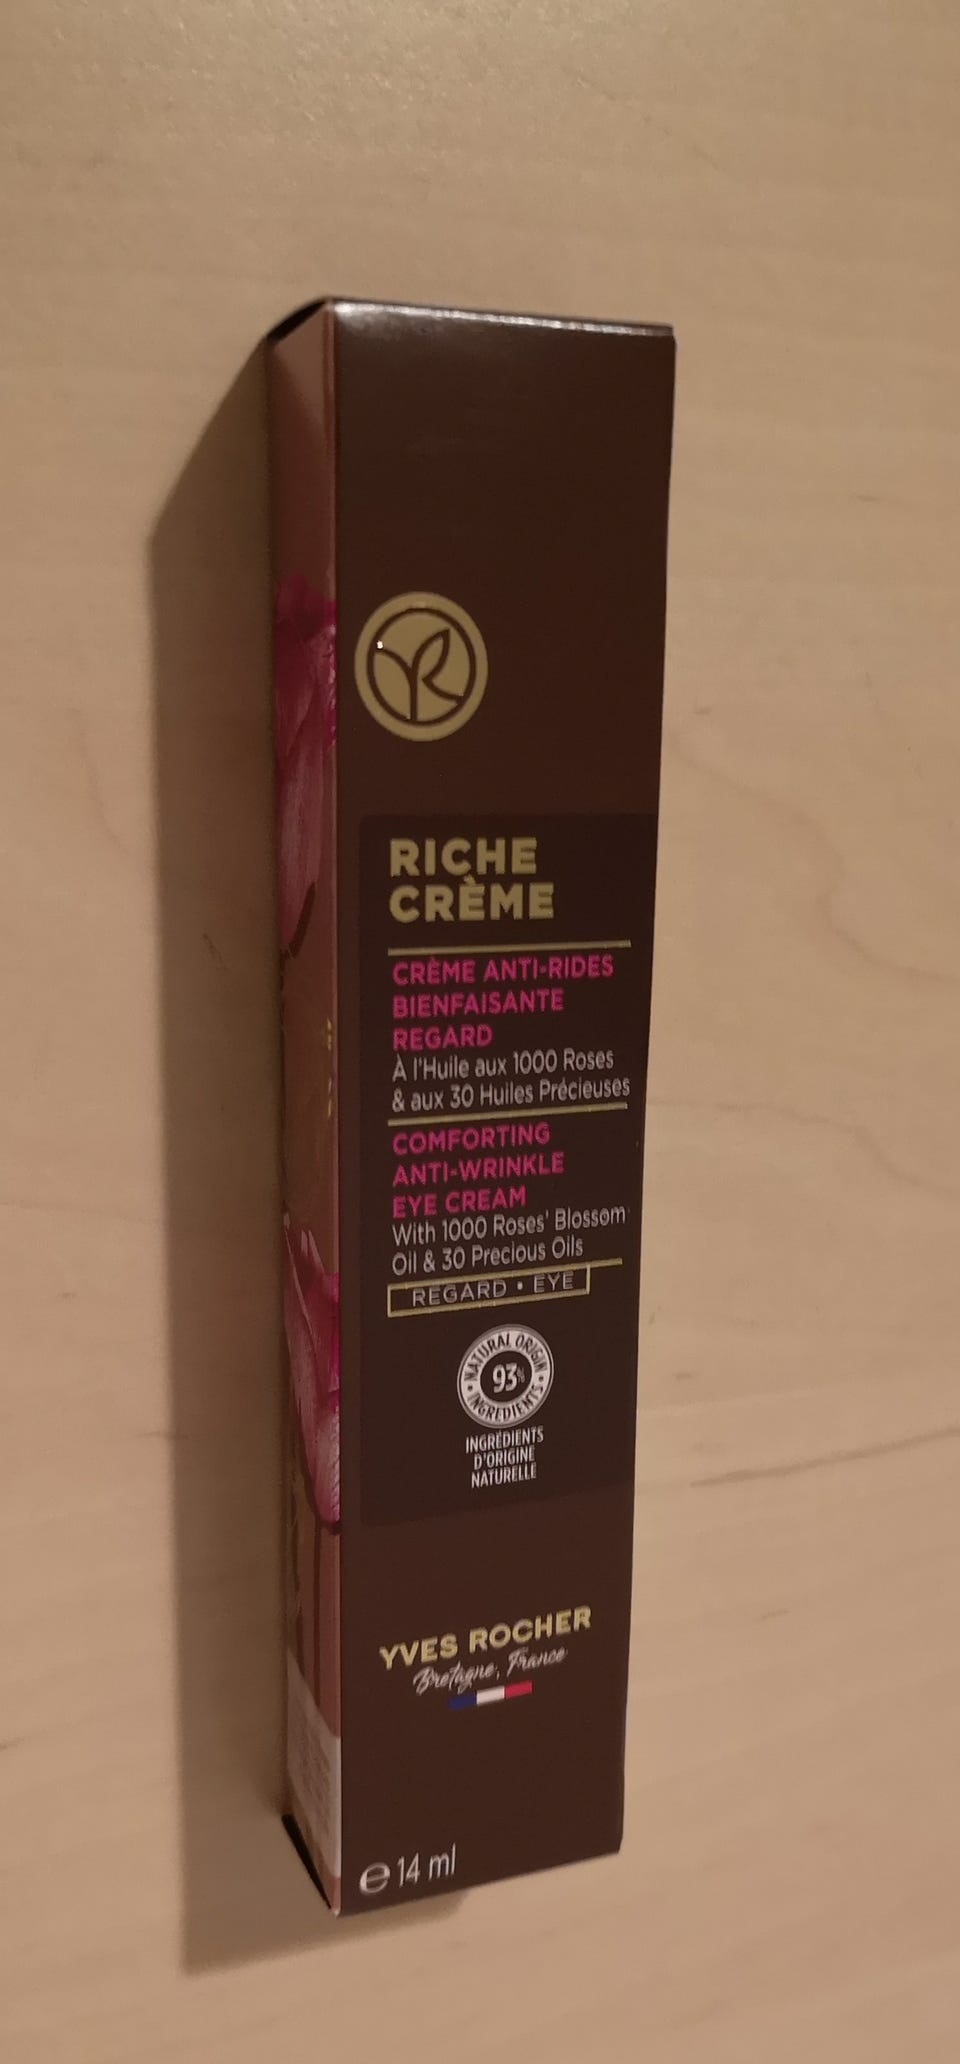 RICHE
CRÈME
CRÈME ANTI-RIDES
BIENFAISANTE
REGARD
À l'Huile aux 1000 Roses
& aux 30 Huiles Précieuses
COMFORTING
ANTI-WRINKLE
EYE CREAM
With 1000 Roses' Blossom
Oil & 30 Precious Oils
REGARD • EYE
NATURAL ORIGIN
93%
INGREDIENTS
INGRÉDIENTS
D'ORIGINE
NATURELLE
YVES ROCHER
Bretagne, France
℮ 14 ml